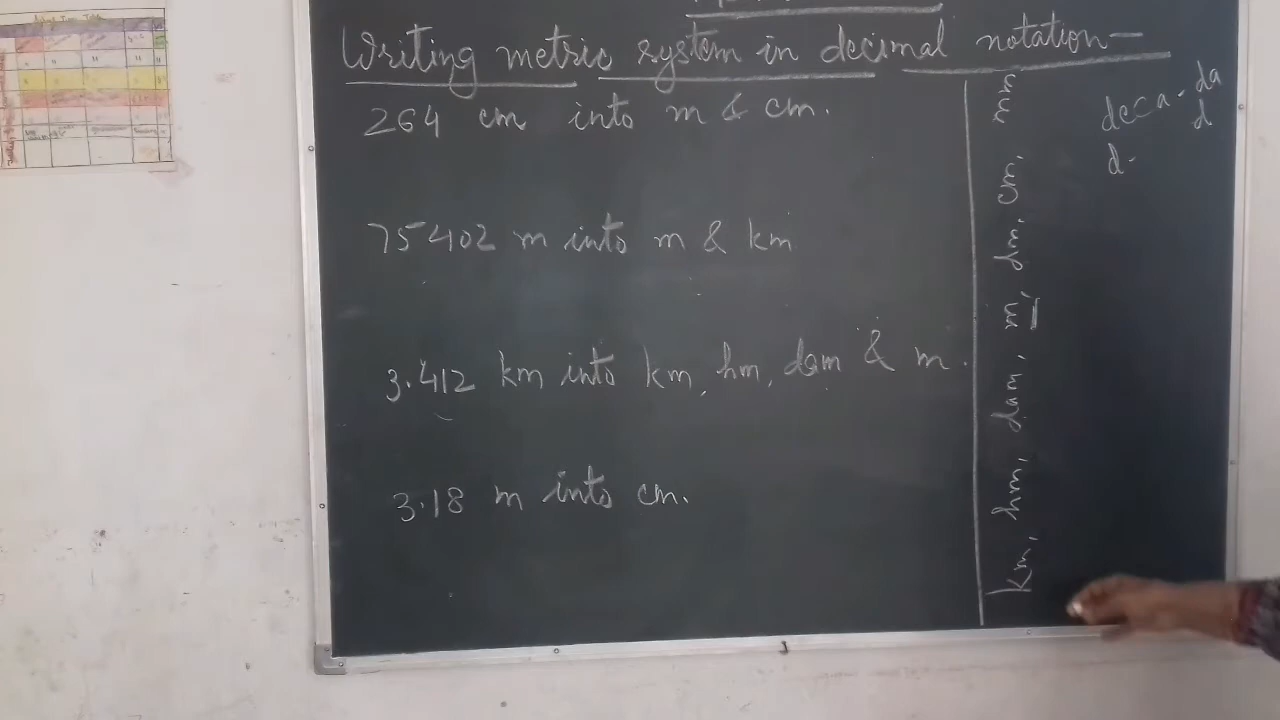 Writing metric system in decimal notation-
264 cm into m & cm.
75402 m into m & km
3.412 km into km, hm, dam & m.
3.18 m into cm.
km, hm, dam, m, dm, cm, mm
deca - da
d- d